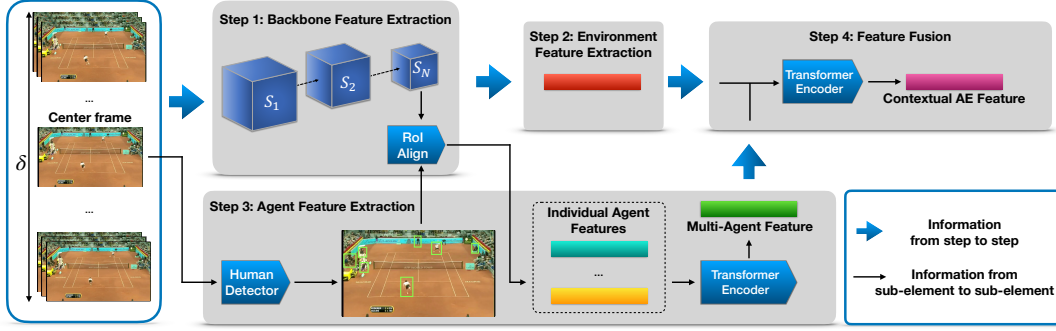 δ
...
Center frame
...
Step 1: Backbone Feature Extraction
S1
S2
SN
RoI
Align
Step 2: Environment
Feature Extraction
Step 4: Feature Fusion
Transformer
Encoder
Contextual AE Feature
Step 3: Agent Feature Extraction
Human
Detector
Individual Agent
Features
...
Multi-Agent Feature
Transformer
Encoder
Information
from step to step
Information from
sub-element to sub-element